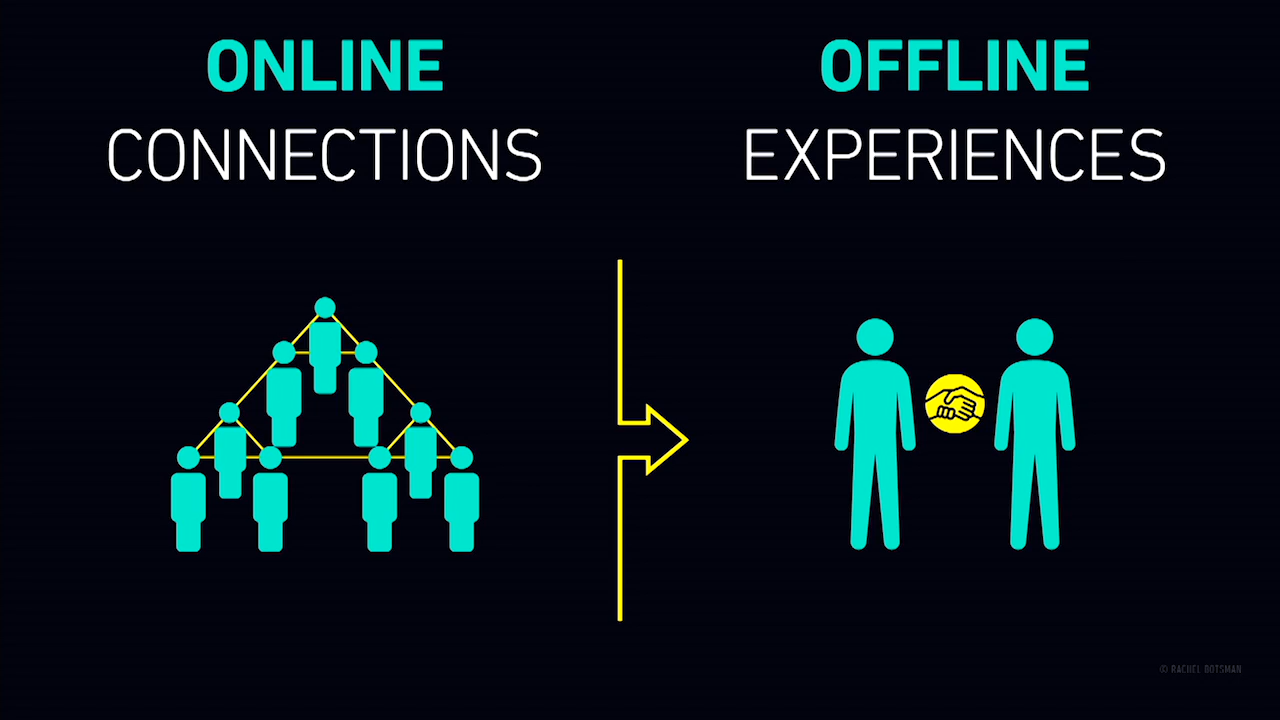 ONLINE
CONNECTIONS
OFFLINE
EXPERIENCES
© RACHEL BOTSMAN